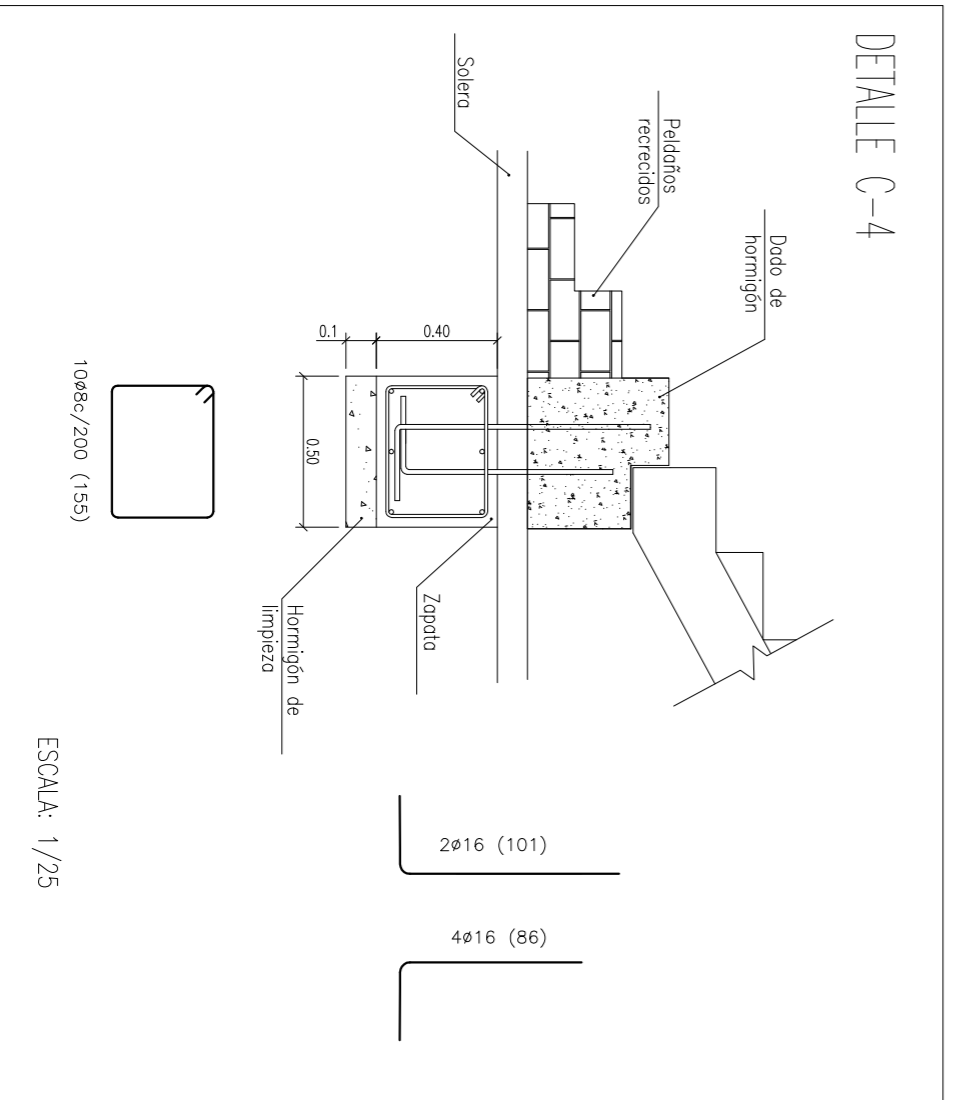 DETALLE C-4
Dado de
hormigón
Peldaños
recrecidos
Solera
0.1
0.40
0.50
Zapata
Hormigón de
limpieza
10ø8c/200 (155)
2ø16 (101)
4ø16 (86)
ESCALA: 1/25